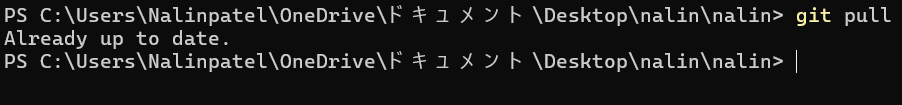 PS C:\Users\Nalinpatel\OneDrive\ドキュメント\Desktop\nalin\nalin> git pull
Already up to date.
PS C:\Users\Nalinpatel\OneDrive\ドキュメント\Desktop\nalin\nalin>